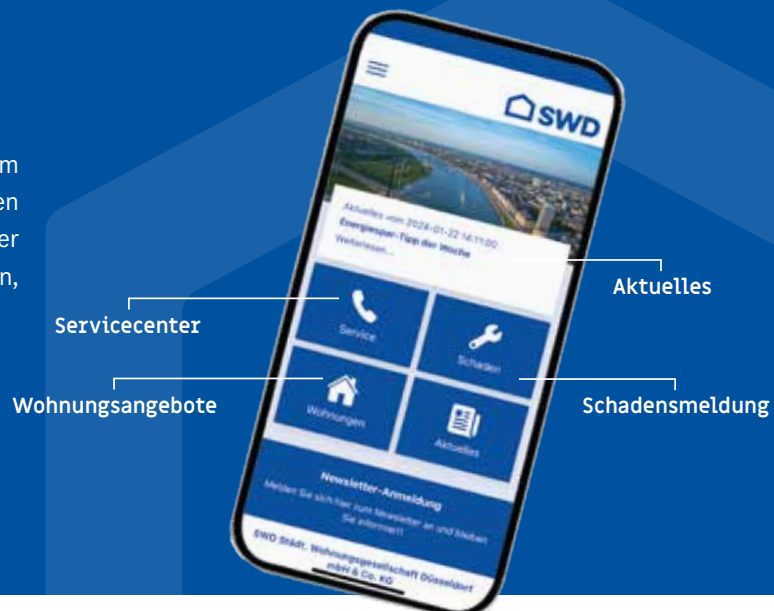 m
en
er
n,
SWD
Aktuelles vom 2024-01-22 14:11:00
Energiespar-Tipp der Woche
Weiterlesen...
Aktuelles
Servicecenter
Service
Schaden
Wohnungsangebote
Wohnungen
Aktuelles
Schadensmeldung
Newsletter-Anmeldung
Melden Sie sich hier zum Newsletter an und bleiben
Sie informiert!
SWD Städt. Wohnungsgesellschaft Düsseldorf
mbH & Co. KG